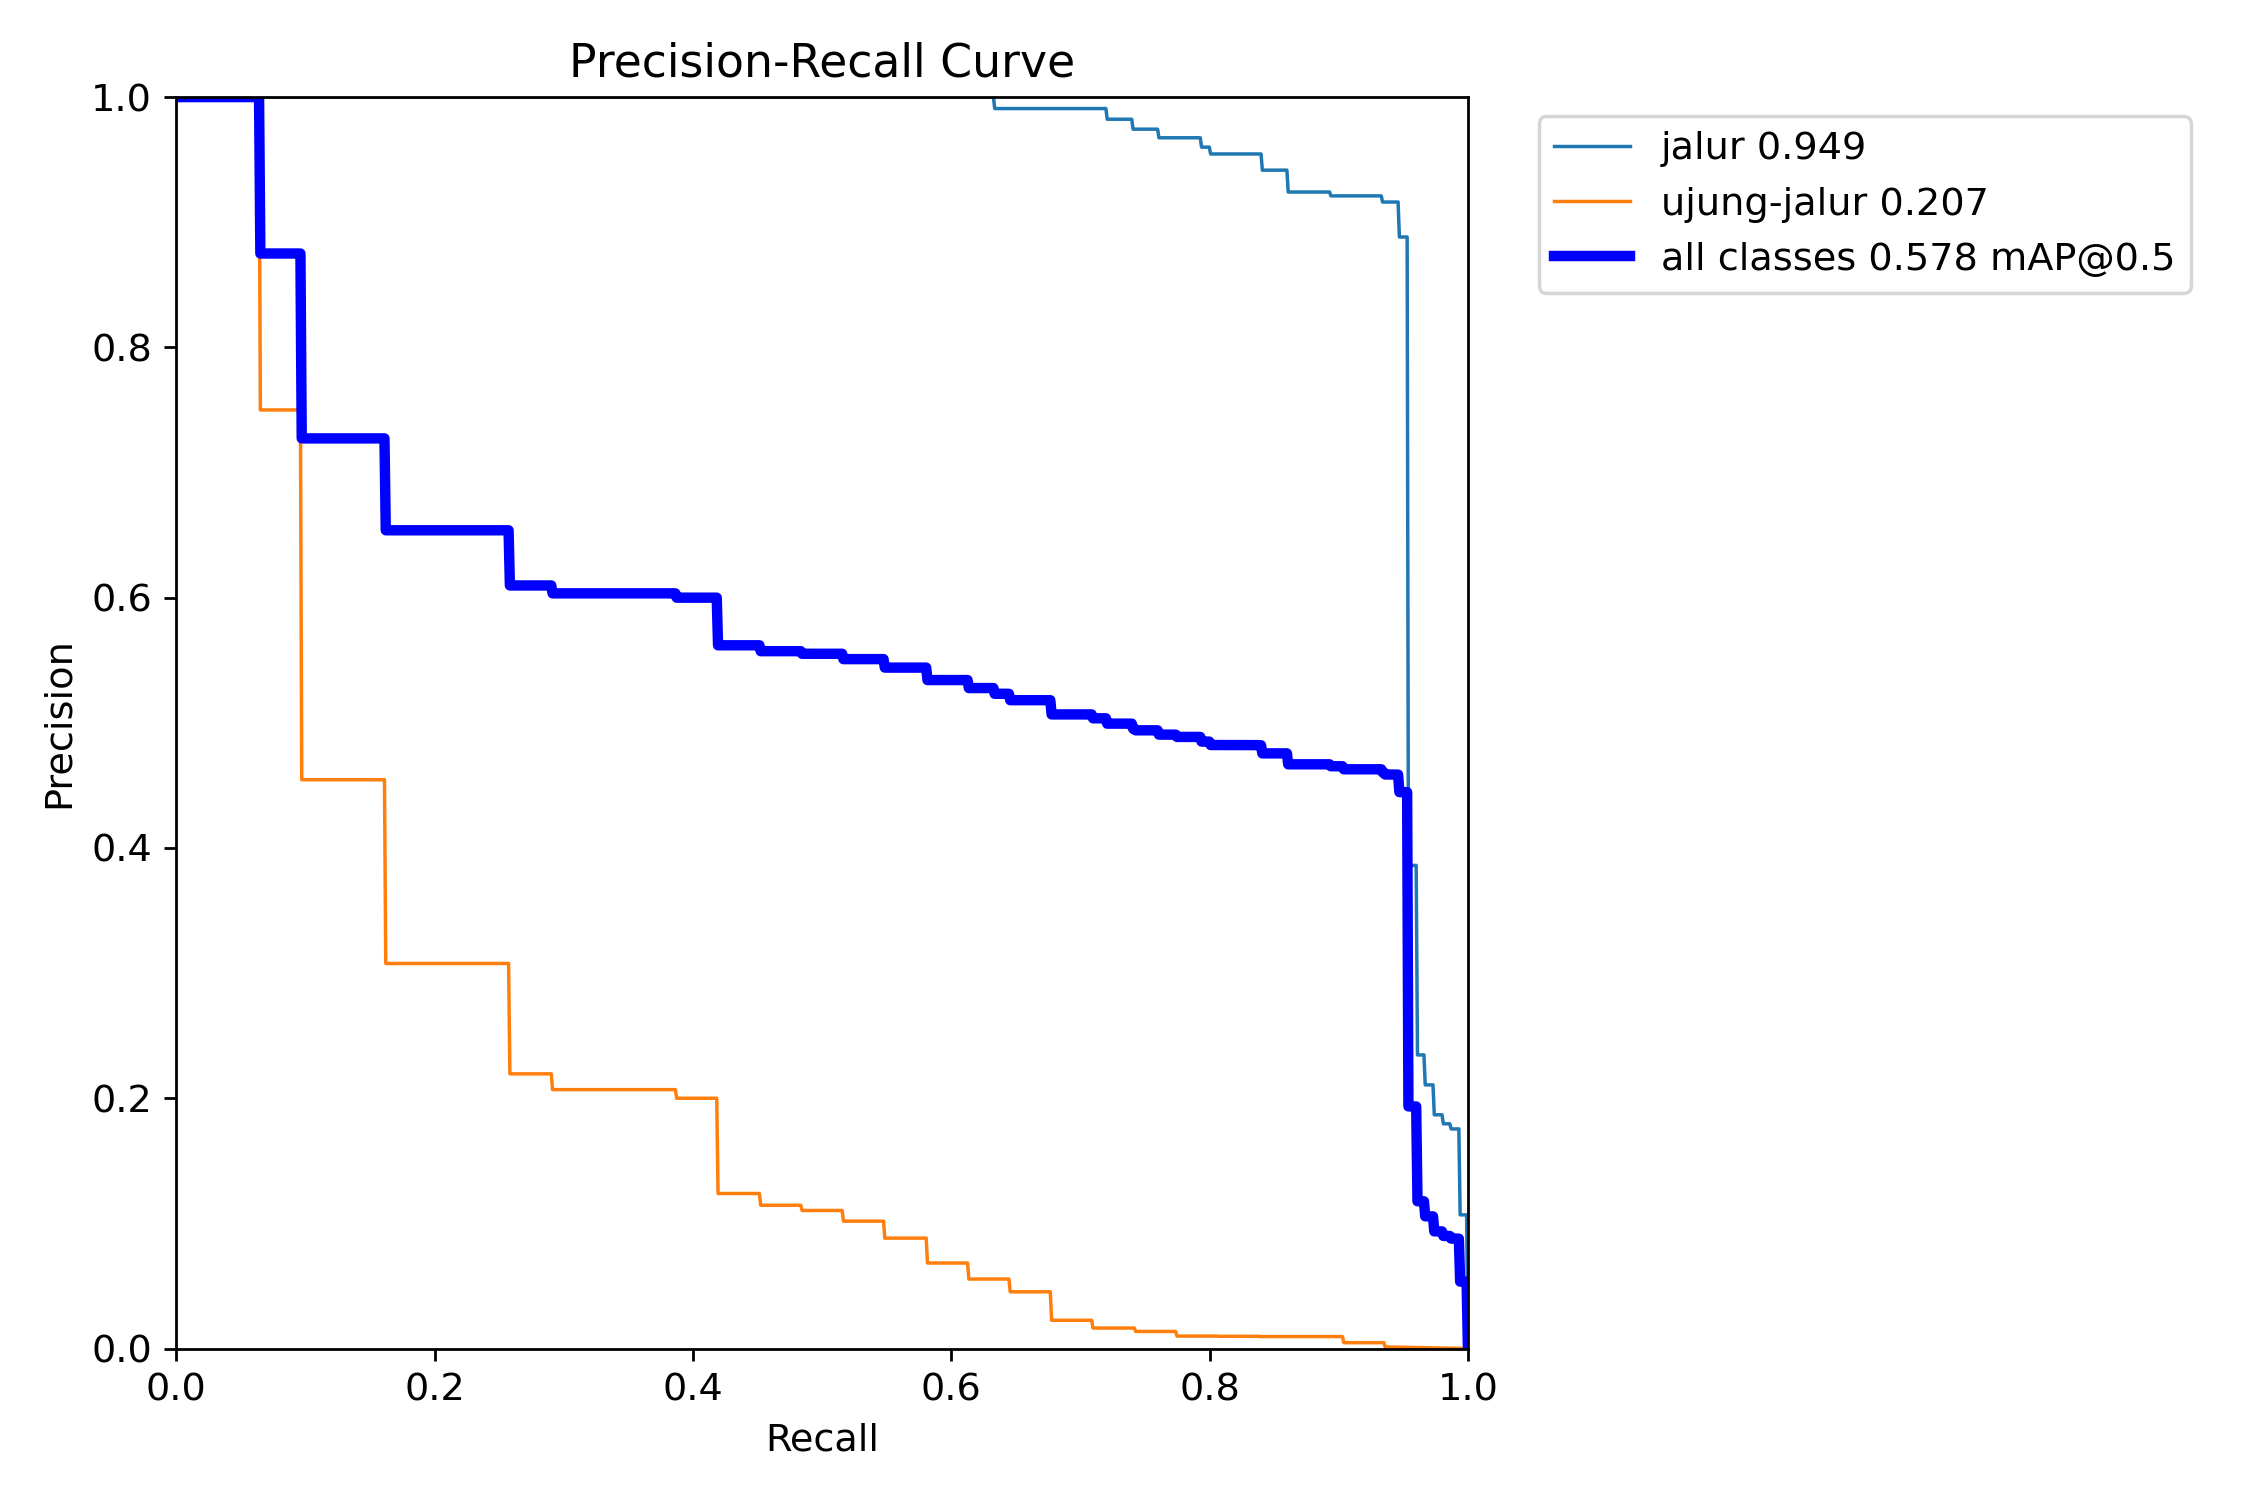 Precision-Recall Curve
1.0
0.8
0.6
0.4
0.2
0.0
Precision
0.0 0.2 0.4 0.6 0.8 1.0
Recall
jalur 0.949
ujung-jalur 0.207
all classes 0.578 mAP@0.5